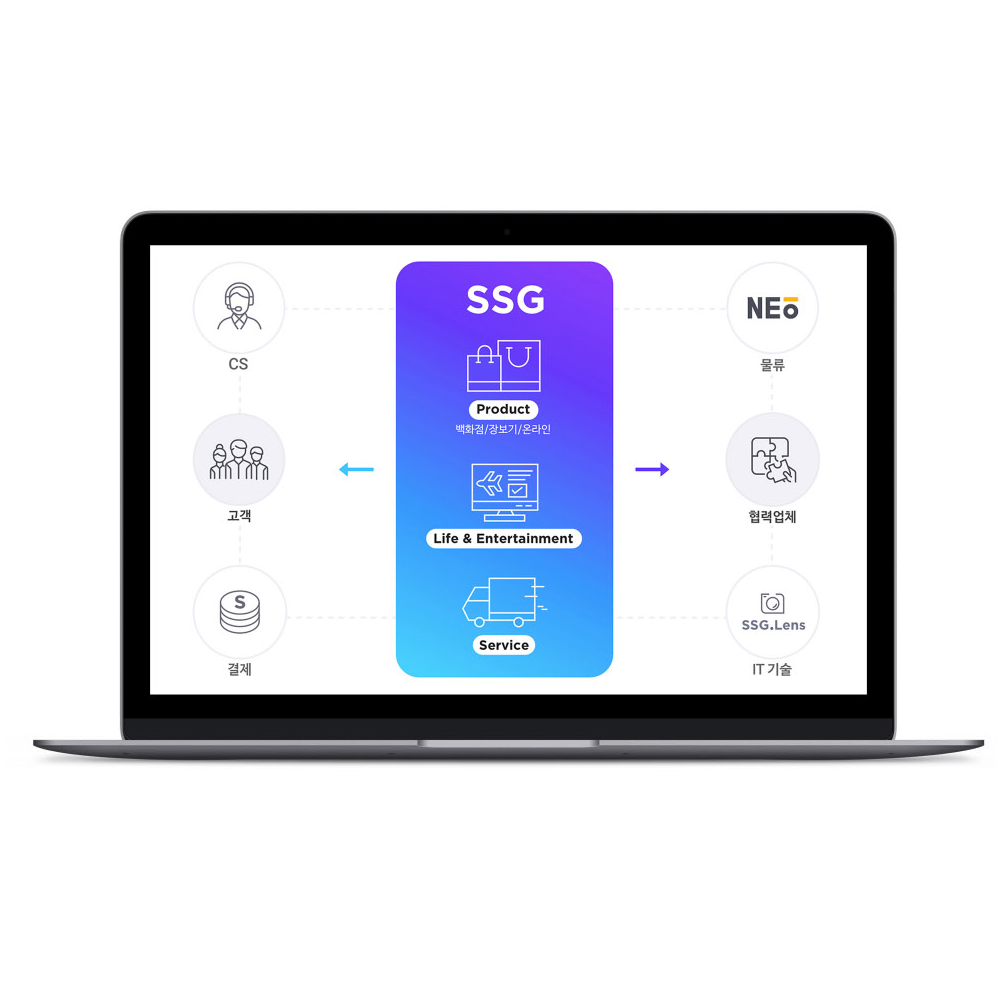 SSG
CS
NEO
물류
Product
백화점/장보기/온라인
고객
협력업체
Life & Entertainment
S
SSG.Lens
Service
결제
IT 기술